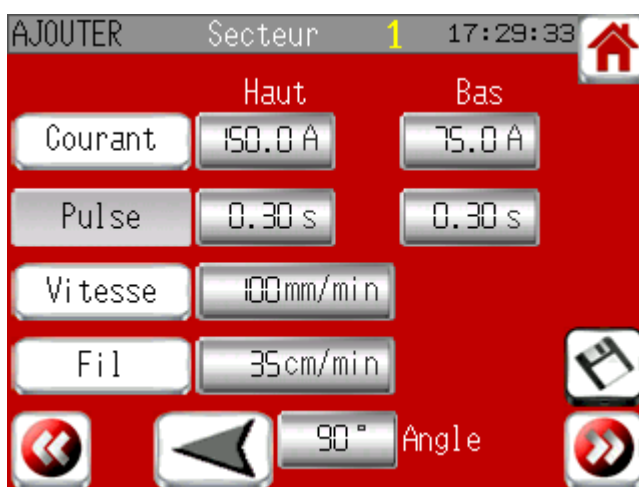 AJOUTER Secteur 1 17:29:33
Haut Bas
Courant 150.0 A 75.0 A
Pulse 0.30 s 0.30 s
Vitesse 100mm/min
Fil 35cm/min
90° Angle